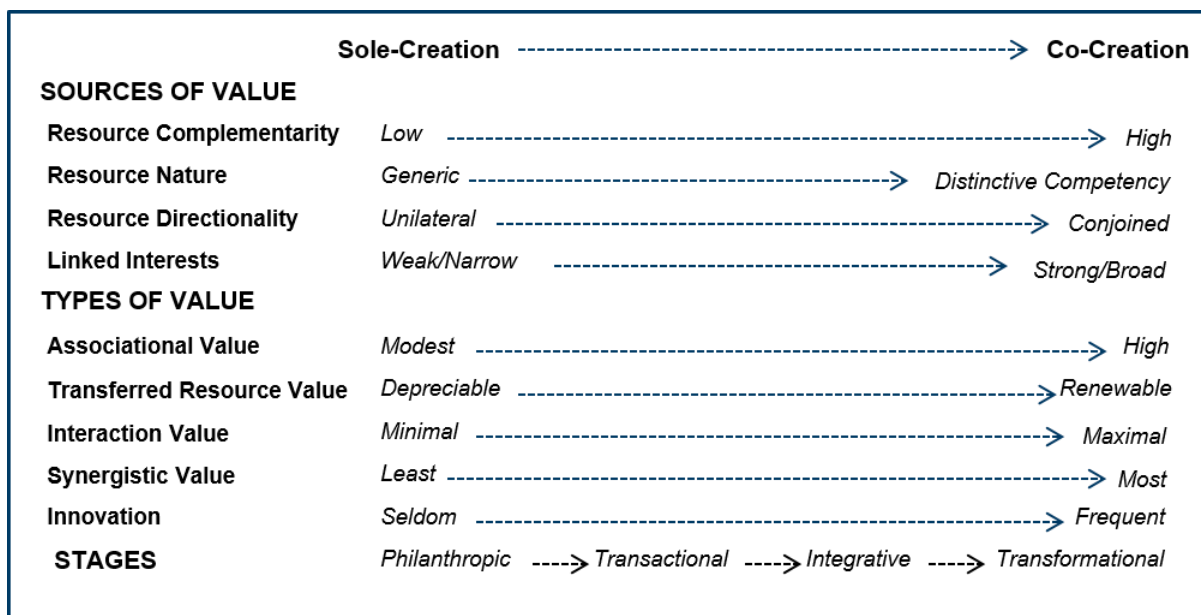 Sole-Creation Co-Creation
SOURCES OF VALUE
Resource Complementarity Low High
Resource Nature Generic Distinctive Competency
Resource Directionality Unilateral Conjoined
Linked Interests Weak/Narrow Strong/Broad
TYPES OF VALUE
Associational Value Modest High
Transferred Resource Value Depreciable Renewable
Interaction Value Minimal Maximal
Synergistic Value Least Most
Innovation Seldom Frequent
STAGES Philanthropic Transactional Integrative Transformational